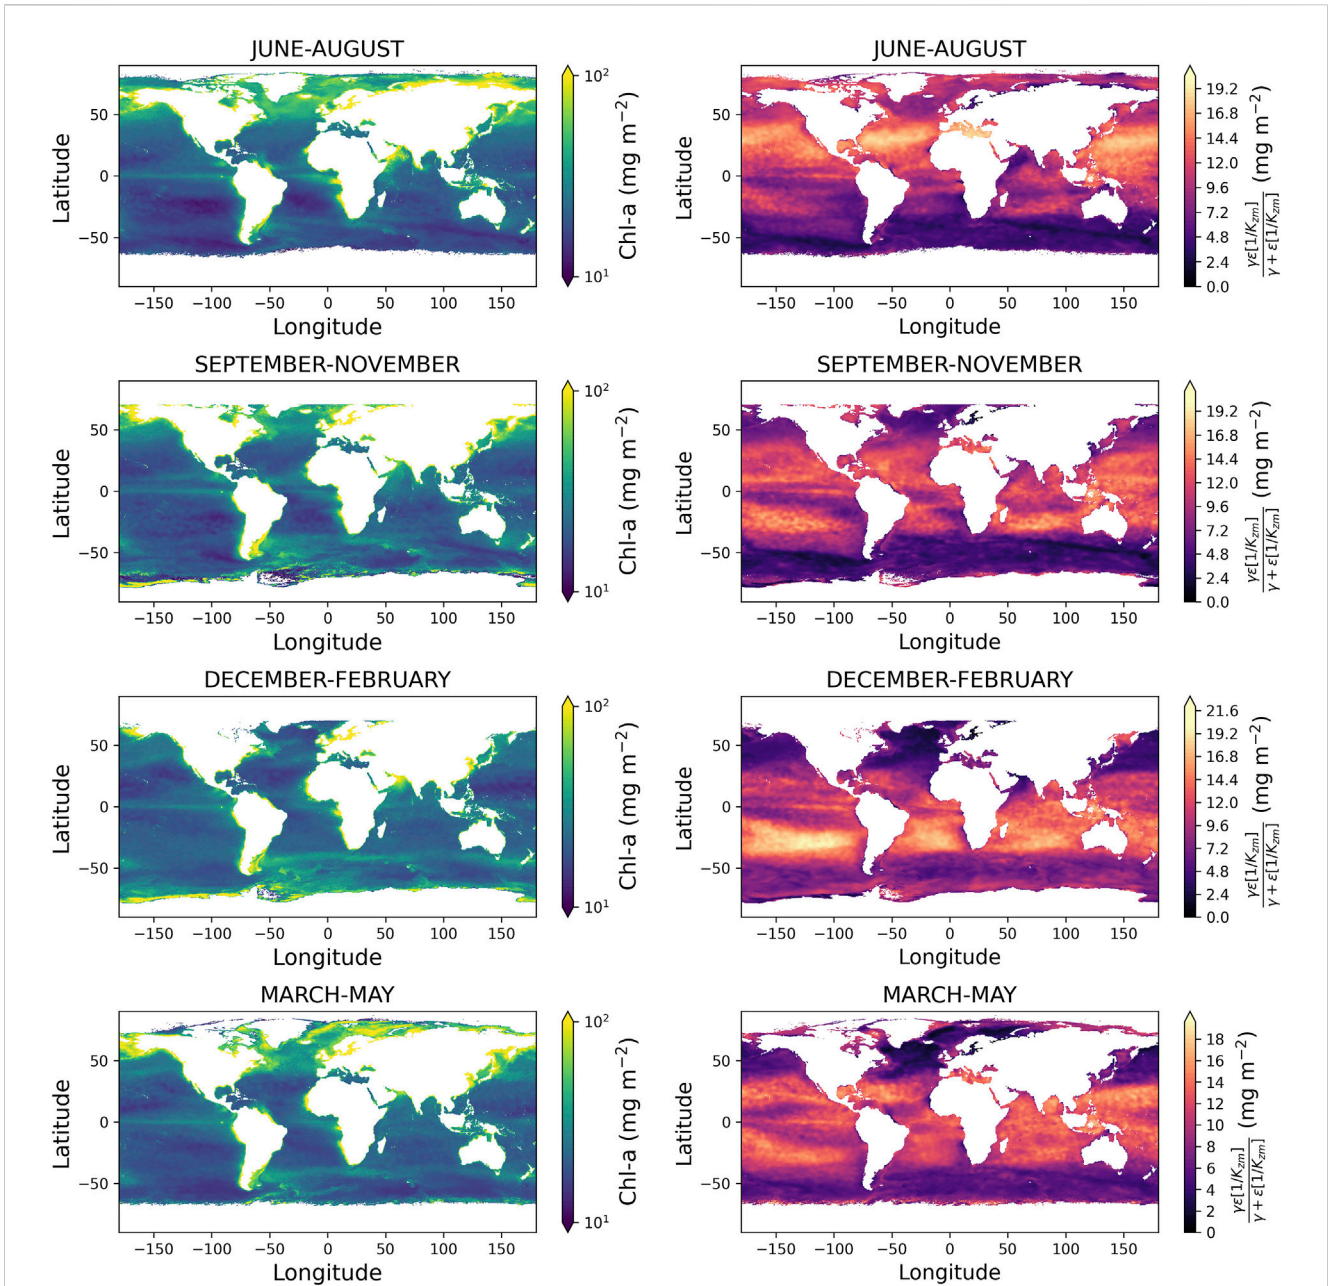 JUNE-AUGUST
Latitude
50
0
−50
−150 −100 −50 0 50 100 150
Longitude
10²
10¹
Chl-a (mg m⁻²)
JUNE-AUGUST
Latitude
50
0
−50
−150 −100 −50 0 50 100 150
Longitude
19.2
16.8
14.4
12.0
9.6
7.2
4.8
2.4
0.0
γε[1/K_zm] / γ + ε[1/K_zm] (mg m⁻²)
SEPTEMBER-NOVEMBER
Latitude
50
0
−50
−150 −100 −50 0 50 100 150
Longitude
10²
10¹
Chl-a (mg m⁻²)
SEPTEMBER-NOVEMBER
Latitude
50
0
−50
−150 −100 −50 0 50 100 150
Longitude
19.2
16.8
14.4
12.0
9.6
7.2
4.8
2.4
0.0
γε[1/K_zm] / γ + ε[1/K_zm] (mg m⁻²)
DECEMBER-FEBRUARY
Latitude
50
0
−50
−150 −100 −50 0 50 100 150
Longitude
10²
10¹
Chl-a (mg m⁻²)
DECEMBER-FEBRUARY
Latitude
50
0
−50
−150 −100 −50 0 50 100 150
Longitude
21.6
19.2
16.8
14.4
12.0
9.6
7.2
4.8
2.4
0.0
γε[1/K_zm] / γ + ε[1/K_zm] (mg m⁻²)
MARCH-MAY
Latitude
50
0
−50
−150 −100 −50 0 50 100 150
Longitude
10²
10¹
Chl-a (mg m⁻²)
MARCH-MAY
Latitude
50
0
−50
−150 −100 −50 0 50 100 150
Longitude
18
16
14
12
10
8
6
4
2
0
γε[1/K_zm] / γ + ε[1/K_zm] (mg m⁻²)